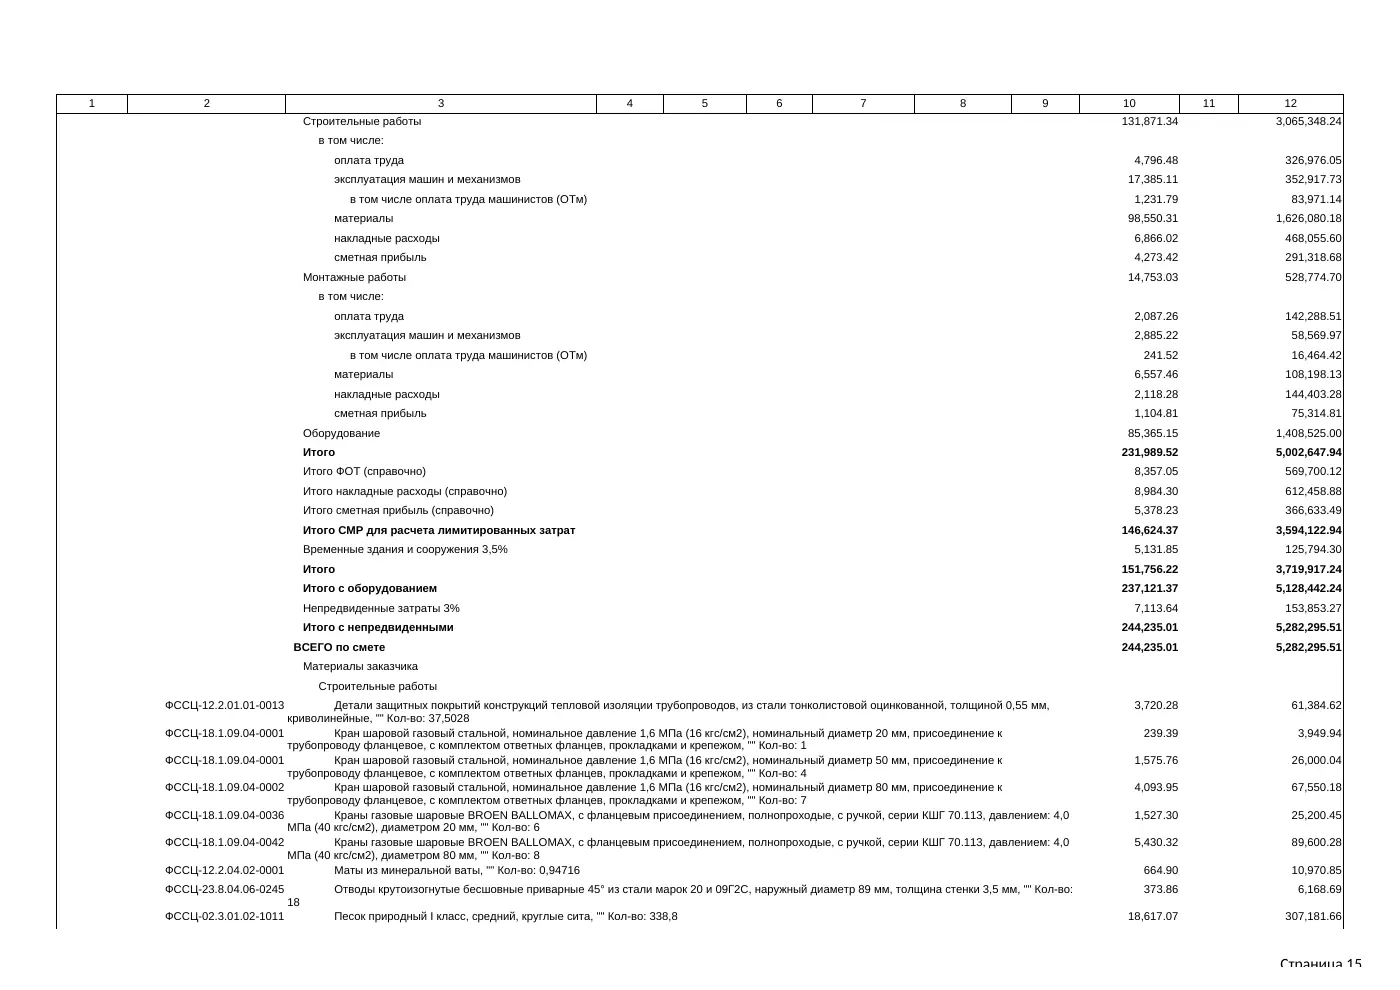 1 2 3 4 5 6 7 8 9 10 11 12
Строительные работы 131,871.34 3,065,348.24
в том числе:
оплата труда 4,796.48 326,976.05
эксплуатация машин и механизмов 17,385.11 352,917.73
в том числе оплата труда машинистов (ОТм) 1,231.79 83,971.14
материалы 98,550.31 1,626,080.18
накладные расходы 6,866.02 468,055.60
сметная прибыль 4,273.42 291,318.68
Монтажные работы 14,753.03 528,774.70
в том числе:
оплата труда 2,087.26 142,288.51
эксплуатация машин и механизмов 2,885.22 58,569.97
в том числе оплата труда машинистов (ОТм) 241.52 16,464.42
материалы 6,557.46 108,198.13
накладные расходы 2,118.28 144,403.28
сметная прибыль 1,104.81 75,314.81
Оборудование 85,365.15 1,408,525.00
Итого 231,989.52 5,002,647.94
Итого ФОТ (справочно) 8,357.05 569,700.12
Итого накладные расходы (справочно) 8,984.30 612,458.88
Итого сметная прибыль (справочно) 5,378.23 366,633.49
Итого СМР для расчета лимитированных затрат 146,624.37 3,594,122.94
Временные здания и сооружения 3,5% 5,131.85 125,794.30
Итого 151,756.22 3,719,917.24
Итого с оборудованием 237,121.37 5,128,442.24
Непредвиденные затраты 3% 7,113.64 153,853.27
Итого с непредвиденными 244,235.01 5,282,295.51
ВСЕГО по смете 244,235.01 5,282,295.51
Материалы заказчика
Строительные работы
ФССЦ-12.2.01.01-0013 Детали защитных покрытий конструкций тепловой изоляции трубопроводов, из стали тонколистовой оцинкованной, толщиной 0,55 мм, 3,720.28 61,384.62
криволинейные, "" Кол-во: 37,5028
ФССЦ-18.1.09.04-0001 Кран шаровой газовый стальной, номинальное давление 1,6 МПа (16 кгс/см2), номинальный диаметр 20 мм, присоединение к 239.39 3,949.94
трубопроводу фланцевое, с комплектом ответных фланцев, прокладками и крепежом, "" Кол-во: 1
ФССЦ-18.1.09.04-0001 Кран шаровой газовый стальной, номинальное давление 1,6 МПа (16 кгс/см2), номинальный диаметр 50 мм, присоединение к 1,575.76 26,000.04
трубопроводу фланцевое, с комплектом ответных фланцев, прокладками и крепежом, "" Кол-во: 4
ФССЦ-18.1.09.04-0002 Кран шаровой газовый стальной, номинальное давление 1,6 МПа (16 кгс/см2), номинальный диаметр 80 мм, присоединение к 4,093.95 67,550.18
трубопроводу фланцевое, с комплектом ответных фланцев, прокладками и крепежом, "" Кол-во: 7
ФССЦ-18.1.09.04-0036 Краны газовые шаровые BROEN BALLOMAX, с фланцевым присоединением, полнопроходые, с ручкой, серии КШГ 70.113, давлением: 4,0 1,527.30 25,200.45
МПа (40 кгс/см2), диаметром 20 мм, "" Кол-во: 6
ФССЦ-18.1.09.04-0042 Краны газовые шаровые BROEN BALLOMAX, с фланцевым присоединением, полнопроходые, с ручкой, серии КШГ 70.113, давлением: 4,0 5,430.32 89,600.28
МПа (40 кгс/см2), диаметром 80 мм, "" Кол-во: 8
ФССЦ-12.2.04.02-0001 Маты из минеральной ваты, "" Кол-во: 0,94716 664.90 10,970.85
ФССЦ-23.8.04.06-0245 Отводы крутоизогнутые бесшовные приварные 45° из стали марок 20 и 09Г2С, наружный диаметр 89 мм, толщина стенки 3,5 мм, "" Кол-во: 373.86 6,168.69
18
ФССЦ-02.3.01.02-1011 Песок природный I класс, средний, круглые сита, "" Кол-во: 338,8 18,617.07 307,181.66
Страница 15